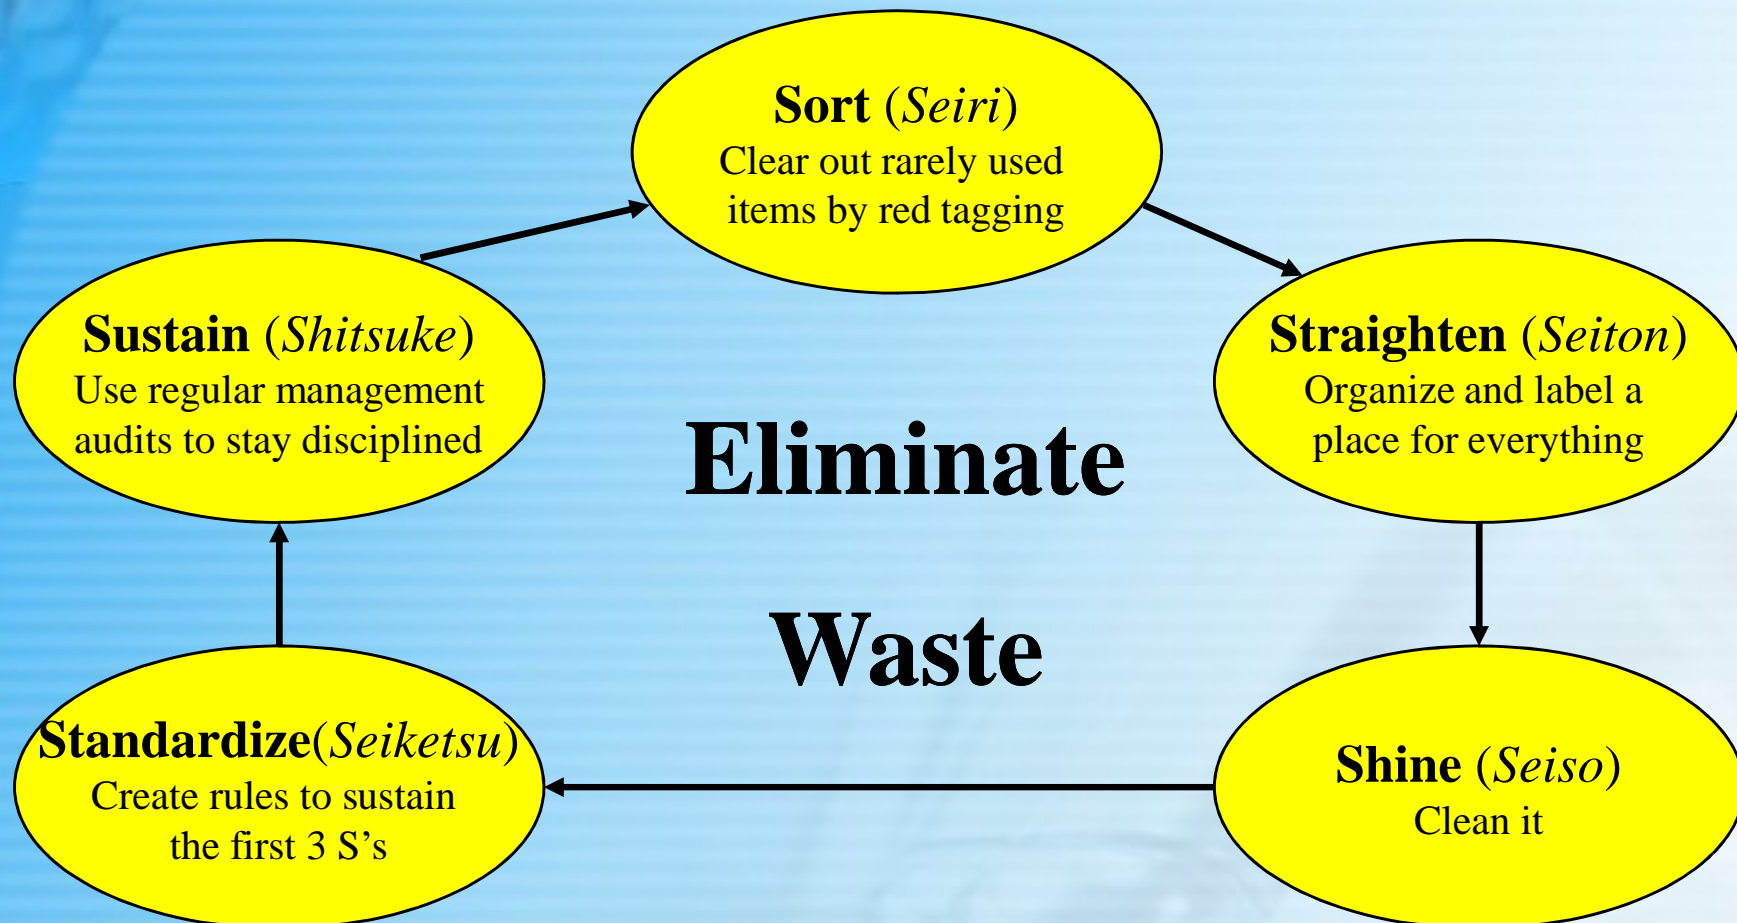 Sort (Seiri)
Clear out rarely used
items by red tagging
Straighten (Seiton)
Organize and label a
place for everything
Shine (Seiso)
Clean it
Standardize(Seiketsu)
Create rules to sustain
the first 3 S’s
Sustain (Shitsuke)
Use regular management
audits to stay disciplined
Eliminate
Waste